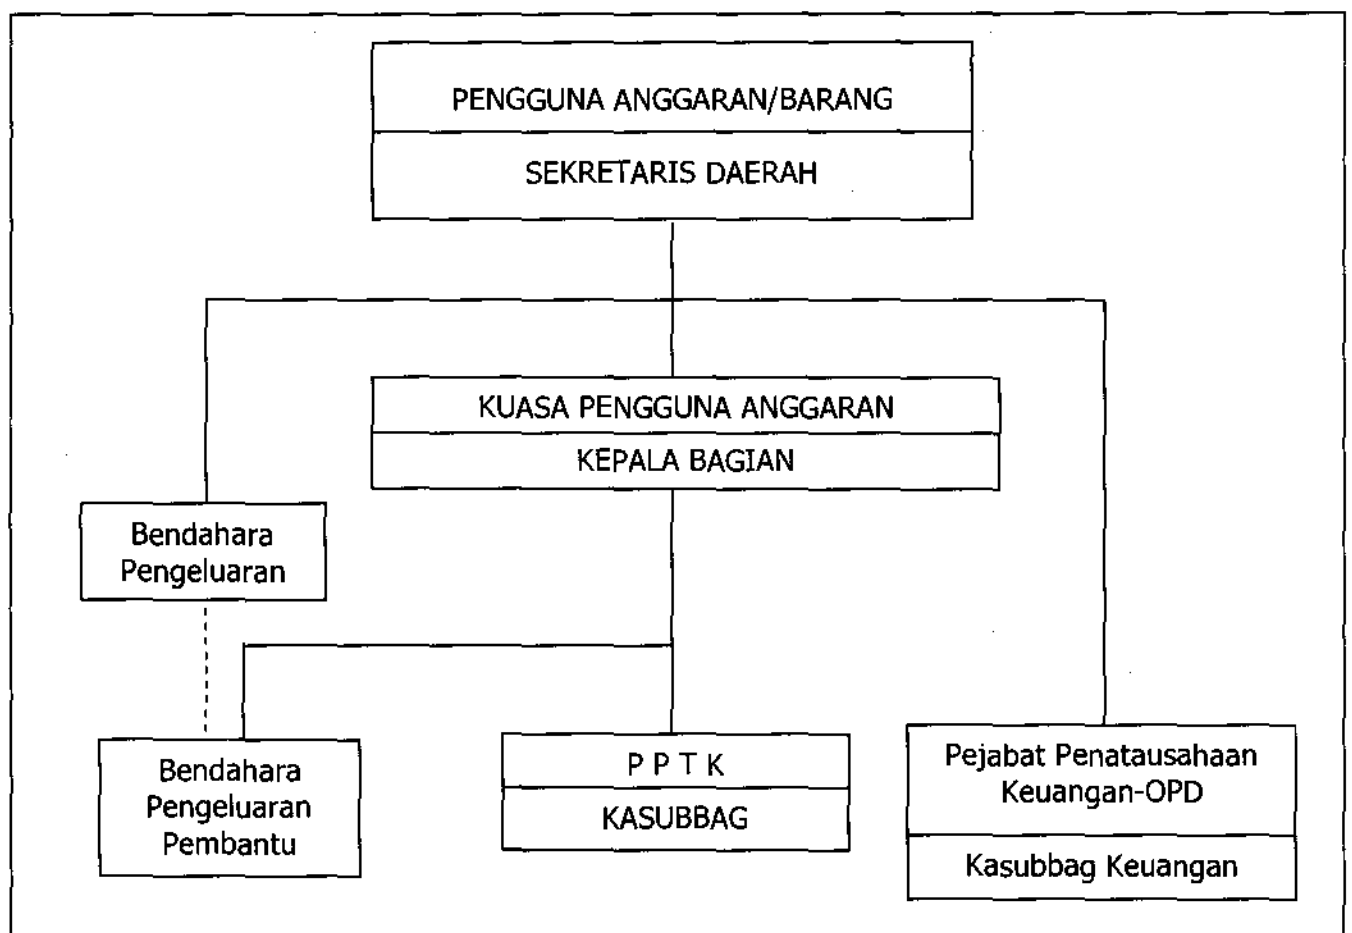 PENGGUNA ANGGARAN/BARANG
SEKRETARIS DAERAH
KUASA PENGGUNA ANGGARAN
KEPALA BAGIAN
Bendahara
Pengeluaran
Bendahara
Pengeluaran
Pembantu
P P T K
KASUBBAG
Pejabat Penatausahaan
Keuangan-OPD
Kasubbag Keuangan